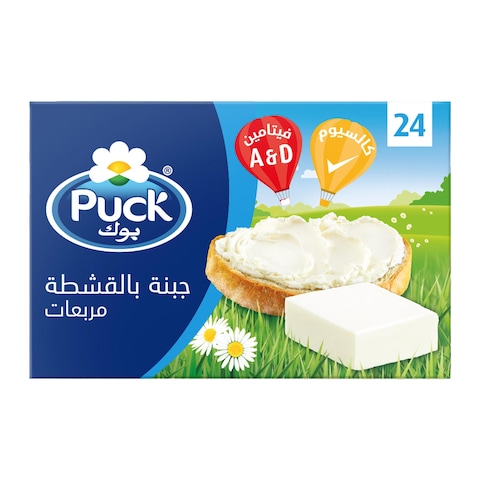 24
فيتامين
A&D
كالسيوم
Puck®
بوك
جبنة بالقشطة
مربعات